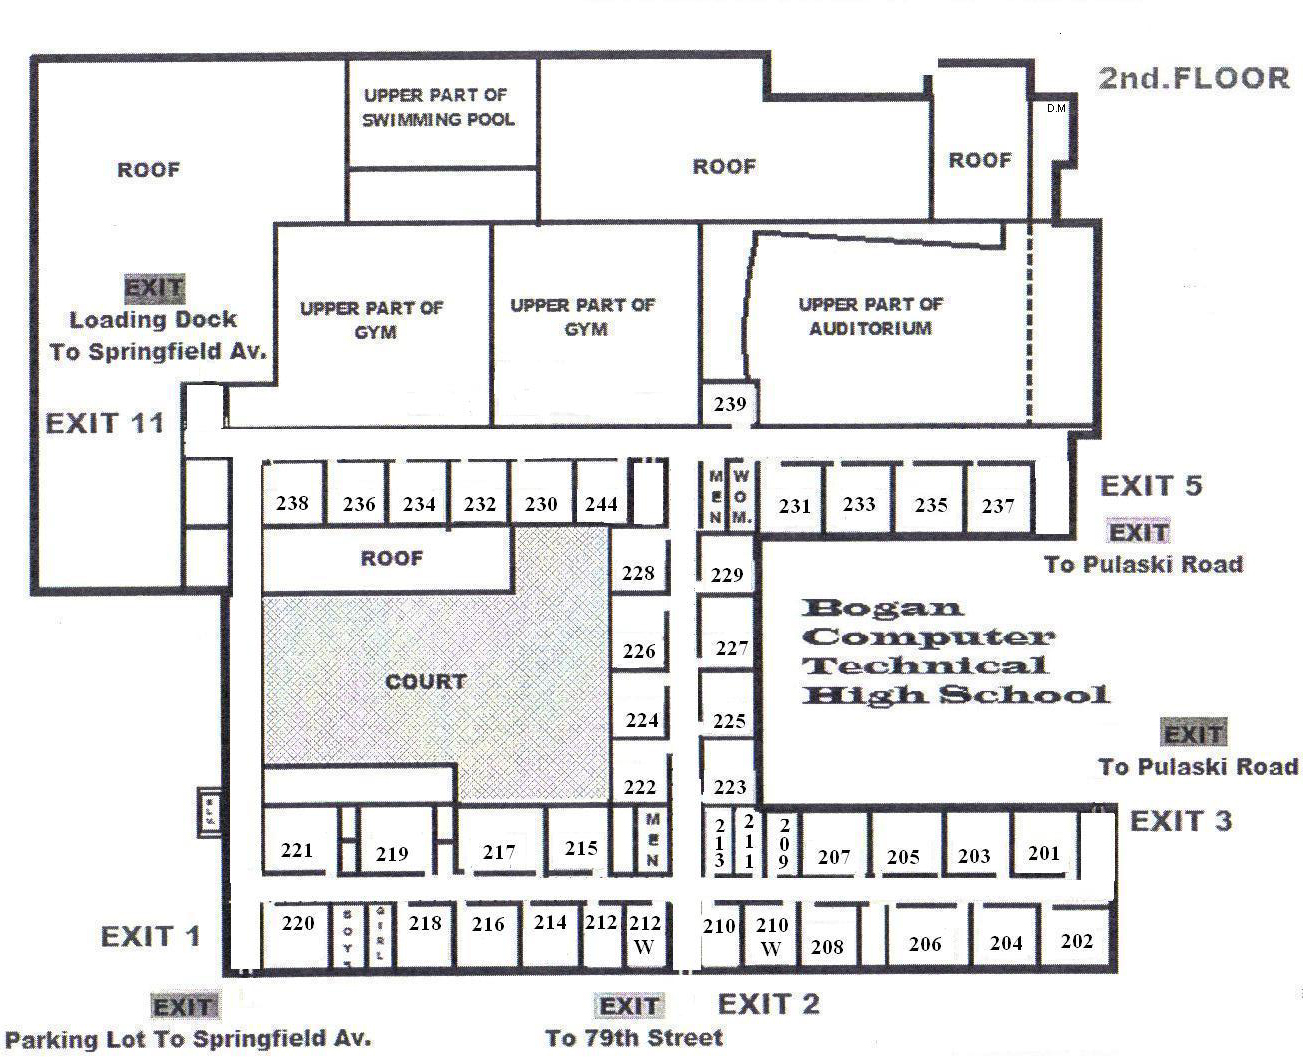 2nd.FLOOR
D.M
UPPER PART OF
SWIMMING POOL
ROOF
ROOF
ROOF
EXIT
Loading Dock
To Springfield Av.
UPPER PART OF
GYM
UPPER PART OF
GYM
UPPER PART OF
AUDITORIUM
239
EXIT 11
238
236
234
232
230
244
MEN
WOM.
231
233
235
237
EXIT 5
EXIT
To Pulaski Road
ROOF
228
229
Bogan
Computer
Technical
High School
226
227
COURT
224
225
222
223
EXIT
To Pulaski Road
EXIT 3
221
219
217
215
MEN
213
211
209
207
205
203
201
EXIT 1
220
BOYS
GIRL
218
216
214
212
212
W
210
210
W
208
206
204
202
EXIT
Parking Lot To Springfield Av.
EXIT
To 79th Street
EXIT 2